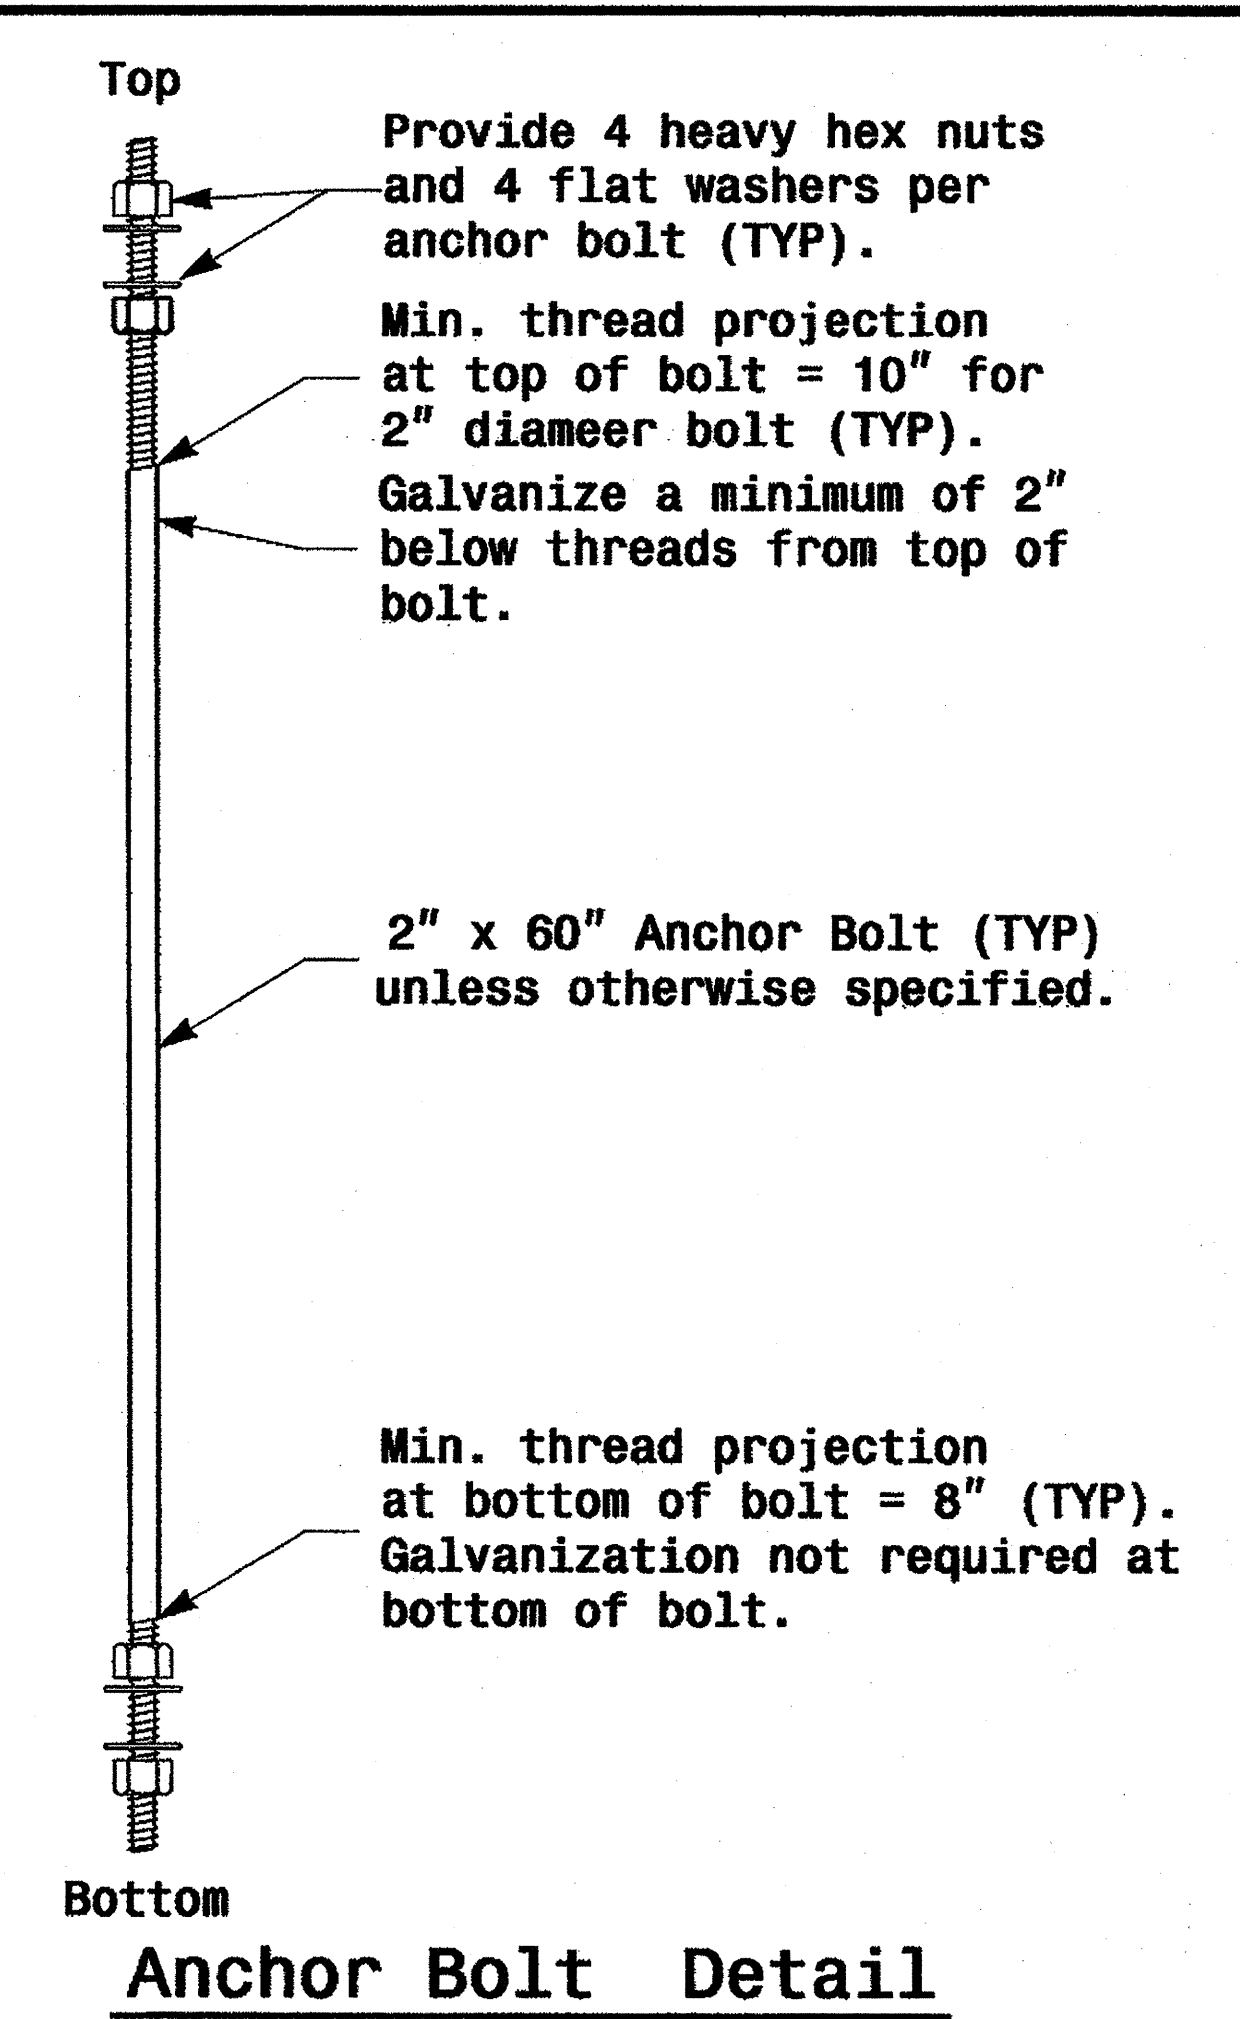 Top
Provide 4 heavy hex nuts
and 4 flat washers per
anchor bolt (TYP).
Min. thread projection
at top of bolt = 10" for
2" diameer bolt (TYP).
Galvanize a minimum of 2"
below threads from top of
bolt.
2" x 60" Anchor Bolt (TYP)
unless otherwise specified.
Min. thread projection
at bottom of bolt = 8" (TYP).
Galvanization not required at
bottom of bolt.
Bottom
Anchor Bolt Detail